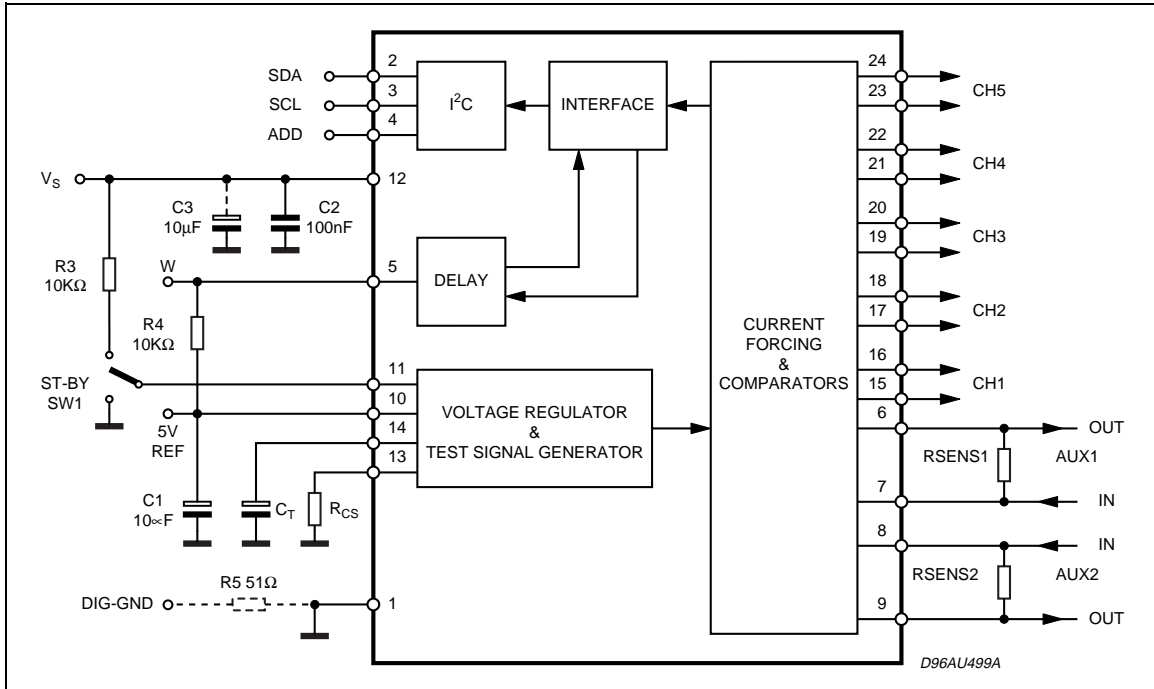 SDA
SCL
ADD
2
3
4
I²C
INTERFACE
V_S
12
C3
10µF
C2
100nF
R3
10KΩ
W
5
DELAY
R4
10KΩ
ST-BY
SW1
5V
REF
11
10
14
13
VOLTAGE REGULATOR
&
TEST SIGNAL GENERATOR
C1
10∝F
C_T
R_CS
R5 51Ω
DIG-GND
1
CURRENT
FORCING
&
COMPARATORS
24
23
CH5
22
21
CH4
20
19
CH3
18
17
CH2
16
15
CH1
6
OUT
RSENS1
AUX1
7
IN
8
IN
RSENS2
AUX2
9
OUT
D96AU499A